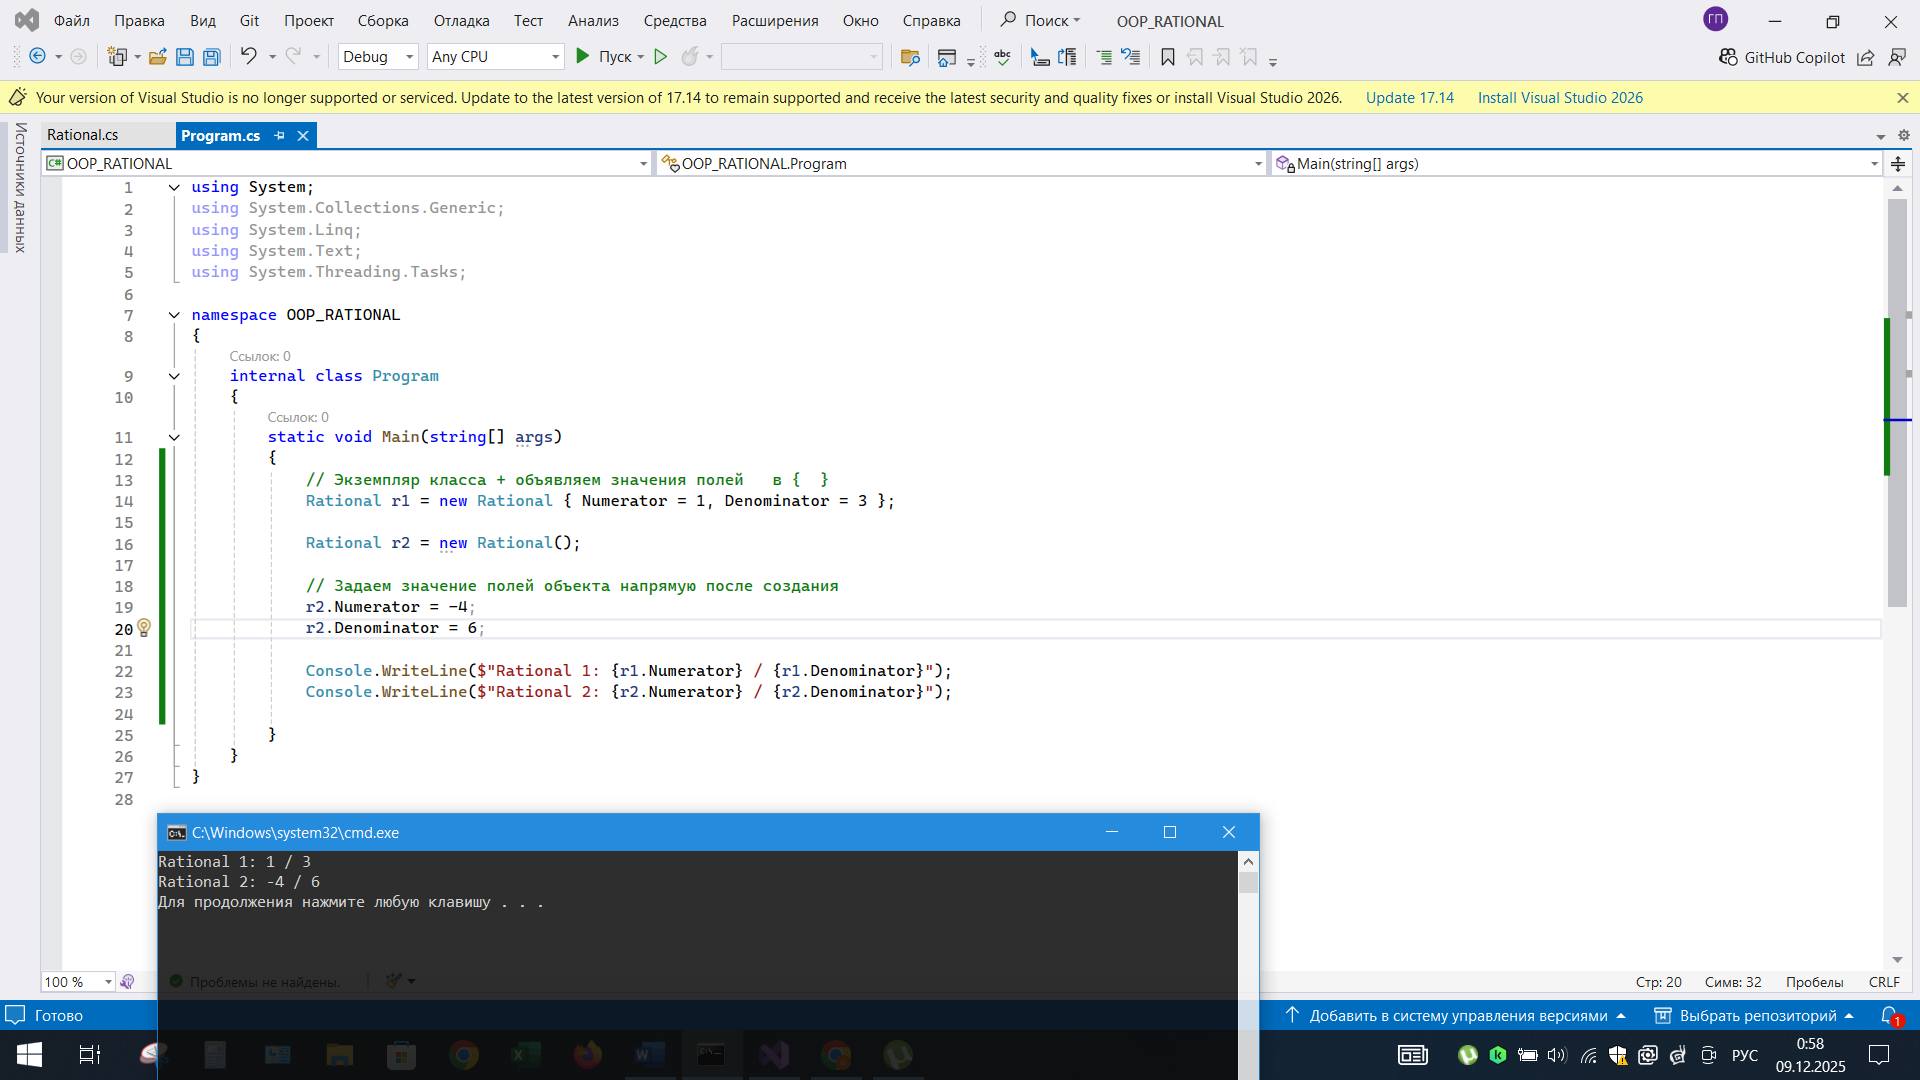 Файл Правка Вид Git Проект Сборка Отладка Тест Анализ Средства Расширения Окно Справка Поиск OOP_RATIONAL ГП
Debug Any CPU Пуск abc GitHub Copilot
Your version of Visual Studio is no longer supported or serviced. Update to the latest version of 17.14 to remain supported and receive the latest security and quality fixes or install Visual Studio 2026. Update 17.14 Install Visual Studio 2026
Источники данных
Rational.cs Program.cs
C# OOP_RATIONAL OOP_RATIONAL.Program Main(string[] args)
1 using System;
2 using System.Collections.Generic;
3 using System.Linq;
4 using System.Text;
5 using System.Threading.Tasks;
6
7 namespace OOP_RATIONAL
8 {
Ссылок: 0
9 internal class Program
10 {
Ссылок: 0
11 static void Main(string[] args)
12 {
13 // Экземпляр класса + объявляем значения полей   в {  }
14 Rational r1 = new Rational { Numerator = 1, Denominator = 3 };
15
16 Rational r2 = new Rational();
17
18 // Задаем значение полей объекта напрямую после создания
19 r2.Numerator = -4;
20 r2.Denominator = 6;
21
22 Console.WriteLine($"Rational 1: {r1.Numerator} / {r1.Denominator}");
23 Console.WriteLine($"Rational 2: {r2.Numerator} / {r2.Denominator}");
24
25 }
26 }
27 }
28
C:\Windows\system32\cmd.exe
Rational 1: 1 / 3
Rational 2: -4 / 6
Для продолжения нажмите любую клавишу . . .
100 % Проблемы не найдены. Стр: 20 Симв: 32 Пробелы CRLF
Готово Добавить в систему управления версиями Выбрать репозиторий 1
РУС 0:58
09.12.2025